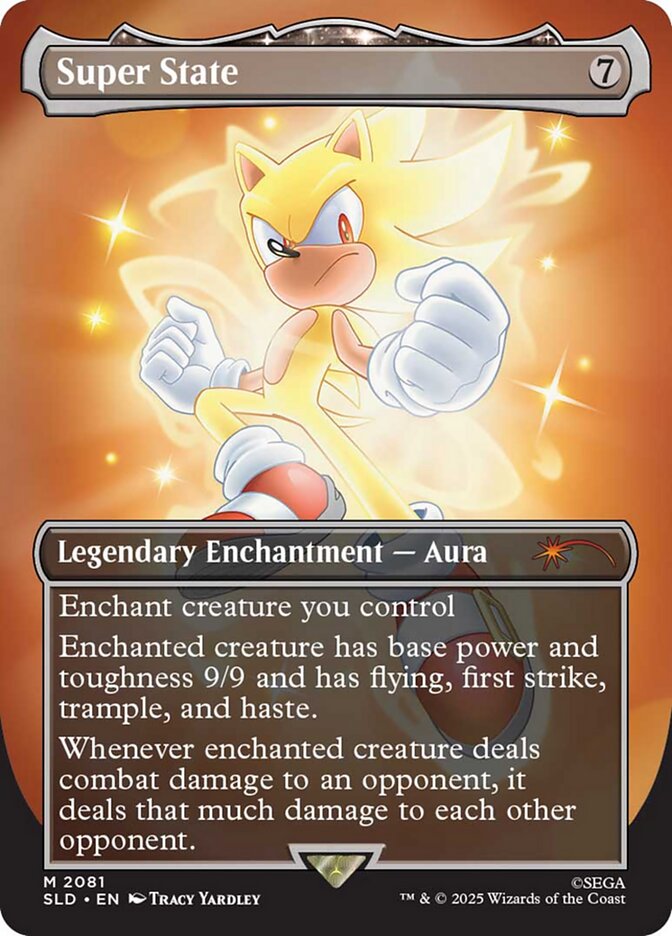 Super State
7
Legendary Enchantment — Aura
Enchant creature you control
Enchanted creature has base power and
toughness 9/9 and has flying, first strike,
trample, and haste.
Whenever enchanted creature deals
combat damage to an opponent, it
deals that much damage to each other
opponent.
M 2081
©SEGA
SLD • EN TRACY YARDLEY
™ & © 2025 Wizards of the Coast